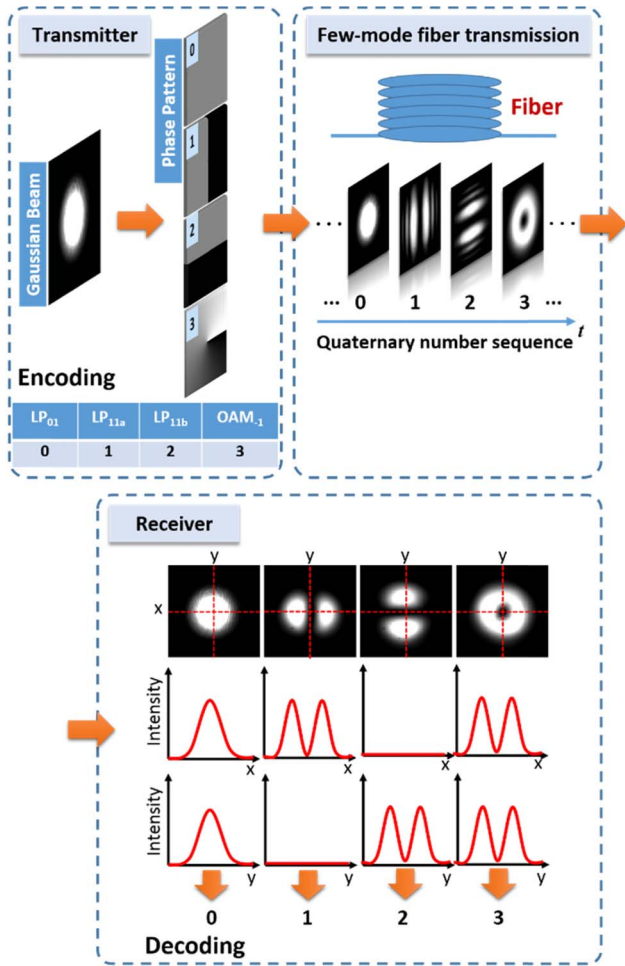 Transmitter
Gaussian Beam
Phase Pattern
0
1
2
3
Encoding
LP01 LP11a LP11b OAM-1
0 1 2 3
Few-mode fiber transmission
Fiber
... ...
... 0 1 2 3 ...
t
Quaternary number sequence
Receiver
y y y y
x
Intensity
x x x x
Intensity
y y y y
0 1 2 3
Decoding